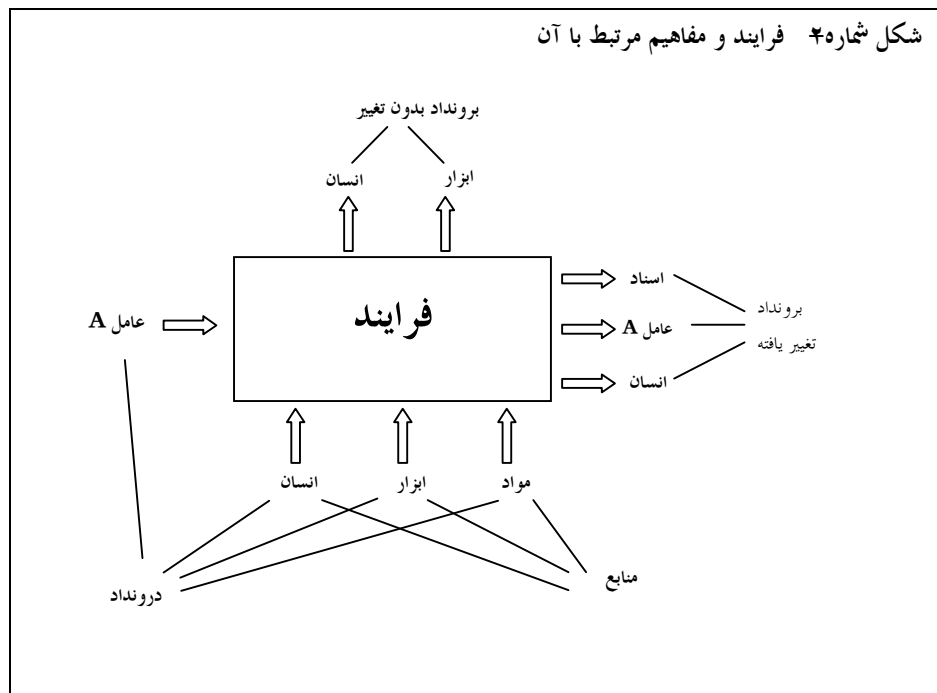 شکل شماره۲ فرایند و مفاهیم مرتبط با آن
برونداد بدون تغییر
انسان
ابزار
اسناد
عامل A
فرایند
عامل A
برونداد
تغییر یافته
انسان
انسان
ابزار
مواد
درونداد
منابع